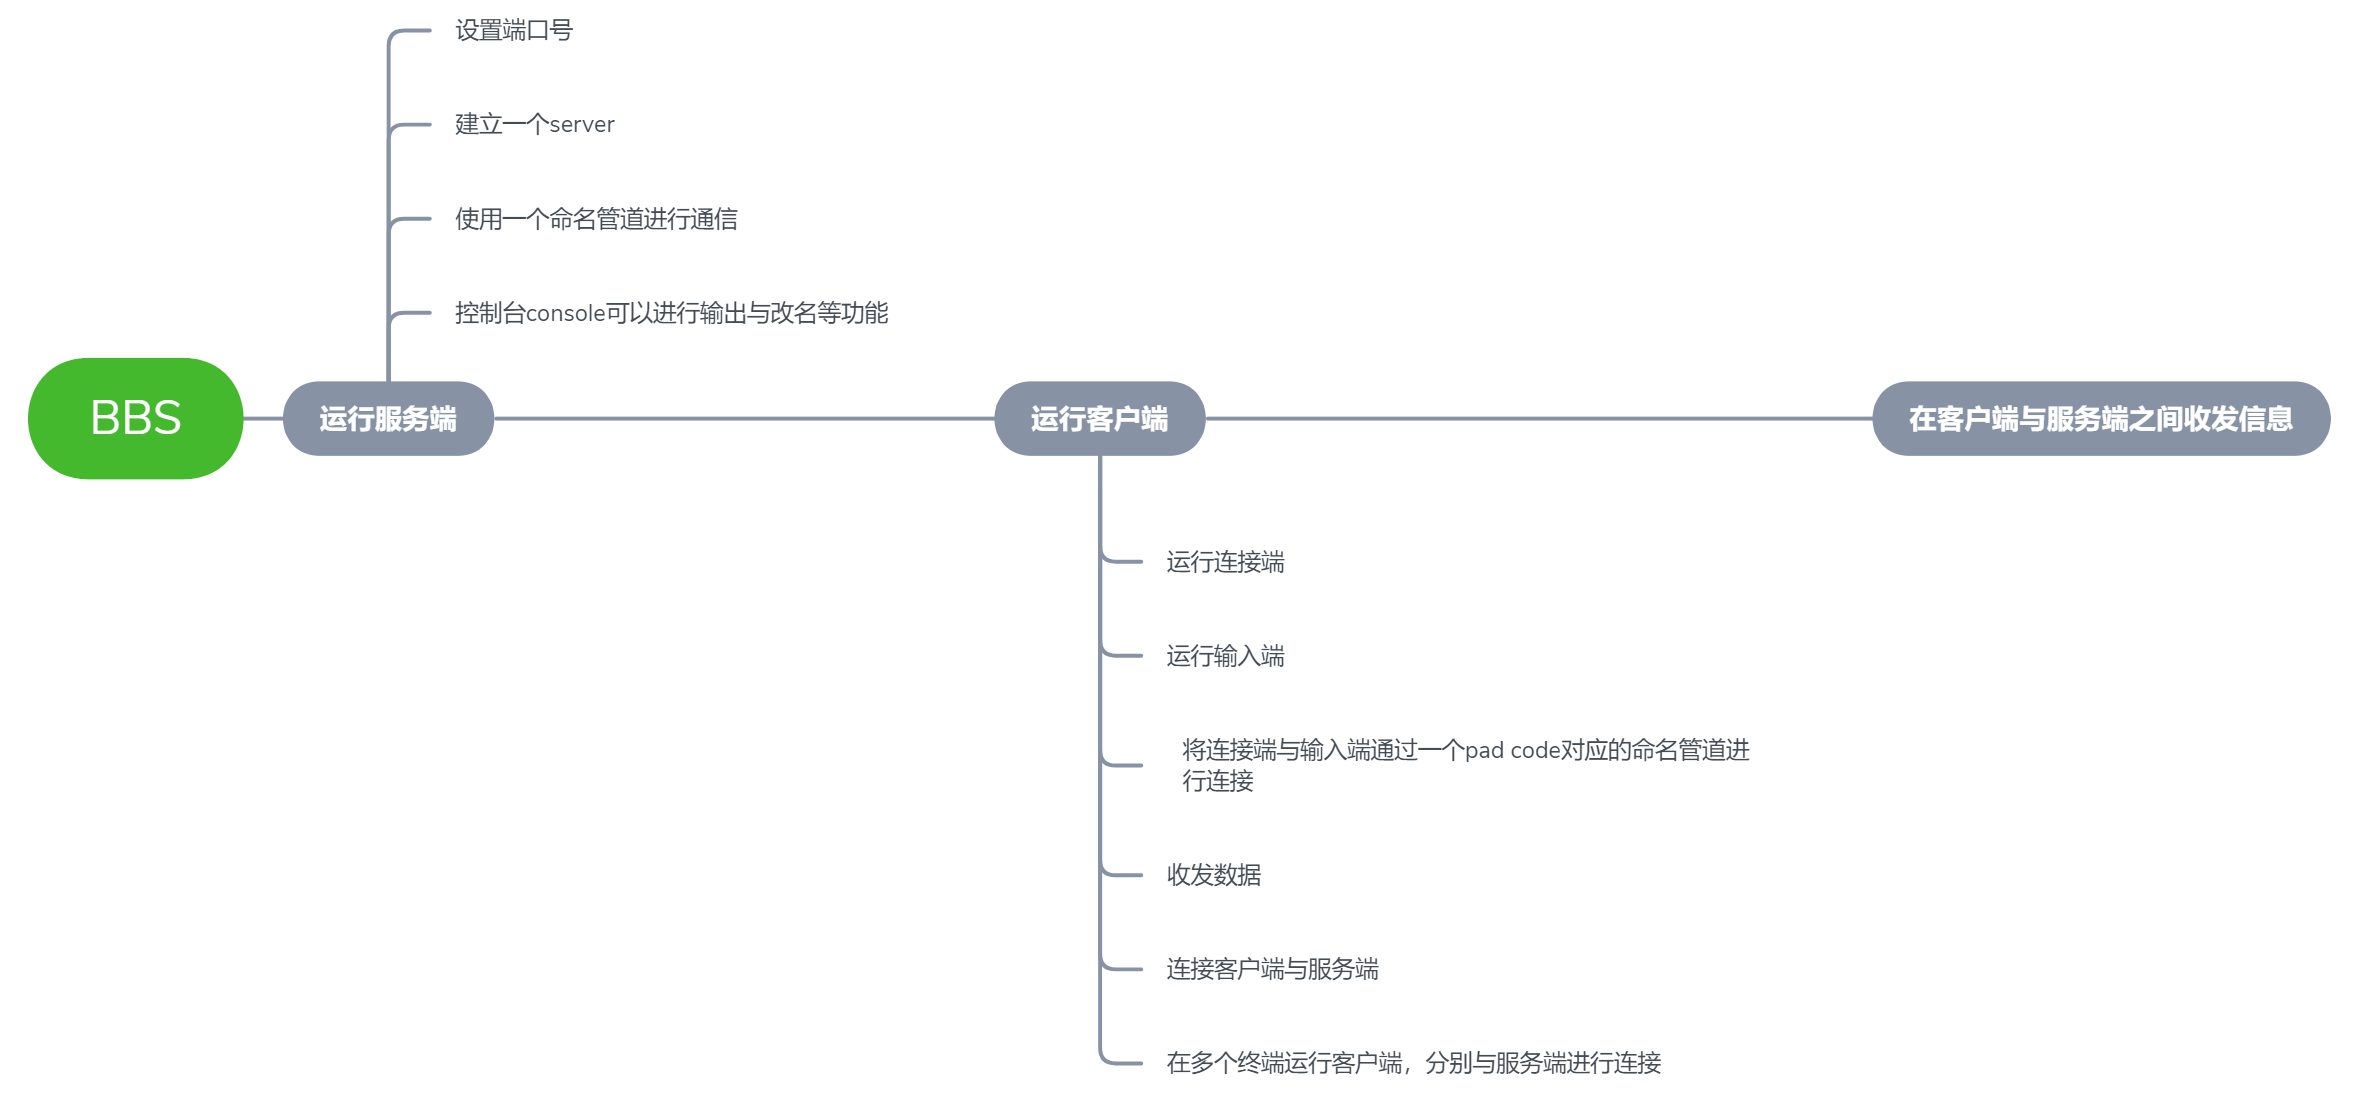 设置端口号
建立一个server
使用一个命名管道进行通信
控制台console可以进行输出与改名等功能
BBS
运行服务端
运行客户端
在客户端与服务端之间收发信息
运行连接端
运行输入端
将连接端与输入端通过一个pad code对应的命名管道进
行连接
收发数据
连接客户端与服务端
在多个终端运行客户端，分别与服务端进行连接